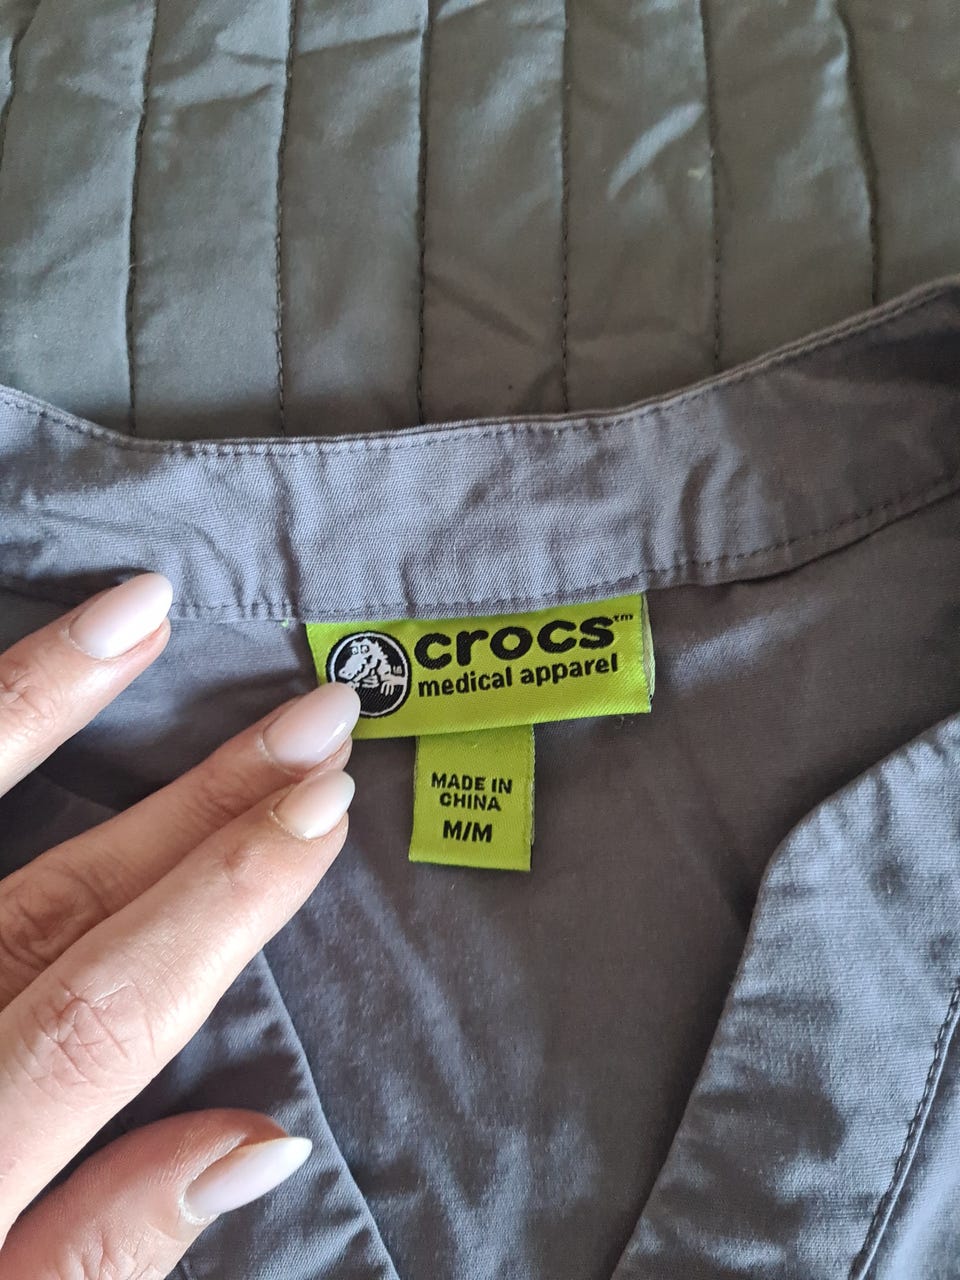 crocs™
medical apparel
MADE IN
CHINA
M/M